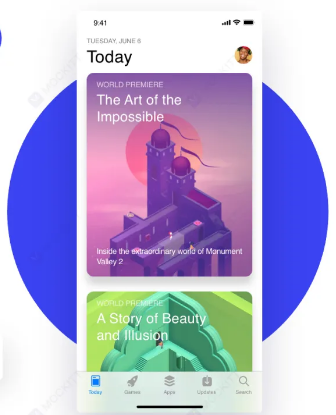 9:41
TUESDAY, JUNE 6
Today
WORLD PREMIERE
The Art of the
Impossible
Inside the extraordinary world of Monument
Valley 2
WORLD PREMIERE
A Story of Beauty
and Illusion
Today Games Apps Updates Search